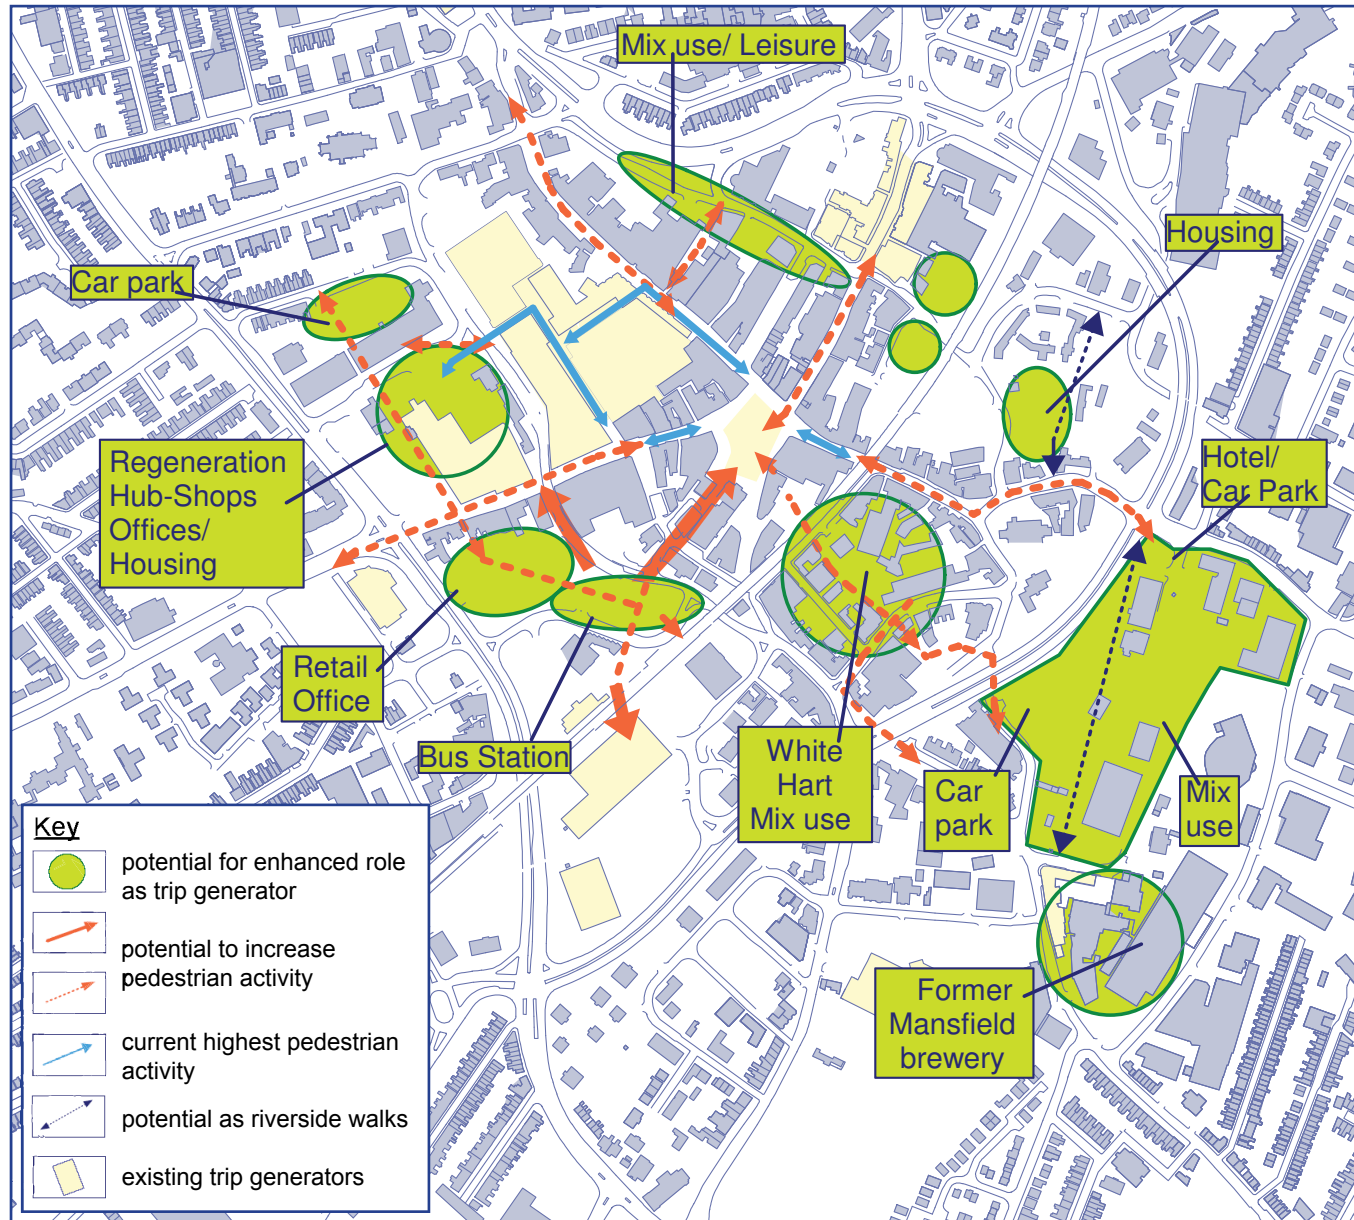 Mix use/ Leisure
Housing
Car park
Regeneration
Hub-Shops
Offices/
Housing
Hotel/
Car Park
Retail
Office
Bus Station
White
Hart
Mix use
Car
park
Mix
use
Former
Mansfield
brewery
Key
potential for enhanced role
as trip generator
potential to increase
pedestrian activity
current highest pedestrian
activity
potential as riverside walks
existing trip generators